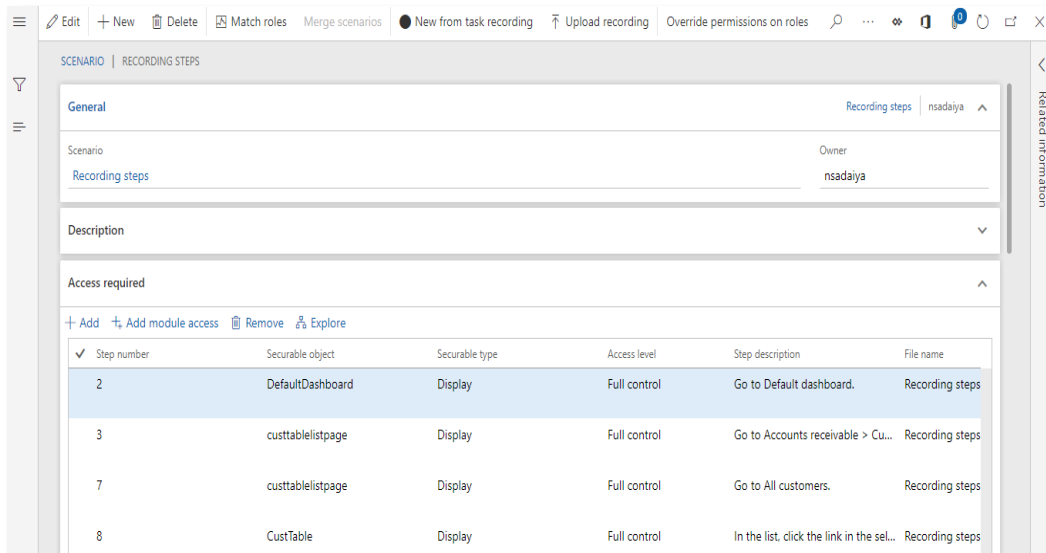 Edit + New Delete Match roles Merge scenarios New from task recording Upload recording Override permissions on roles ... 0
SCENARIO | RECORDING STEPS
General Recording steps nsadaiya
Scenario Owner
Recording steps nsadaiya
Description
Access required
+ Add Add module access Remove Explore
Step number Securable object Securable type Access level Step description File name
2 DefaultDashboard Display Full control Go to Default dashboard. Recording steps
3 custtablelistpage Display Full control Go to Accounts receivable > Cu... Recording steps
7 custtablelistpage Display Full control Go to All customers. Recording steps
8 CustTable Display Full control In the list, click the link in the sel... Recording steps
Related information